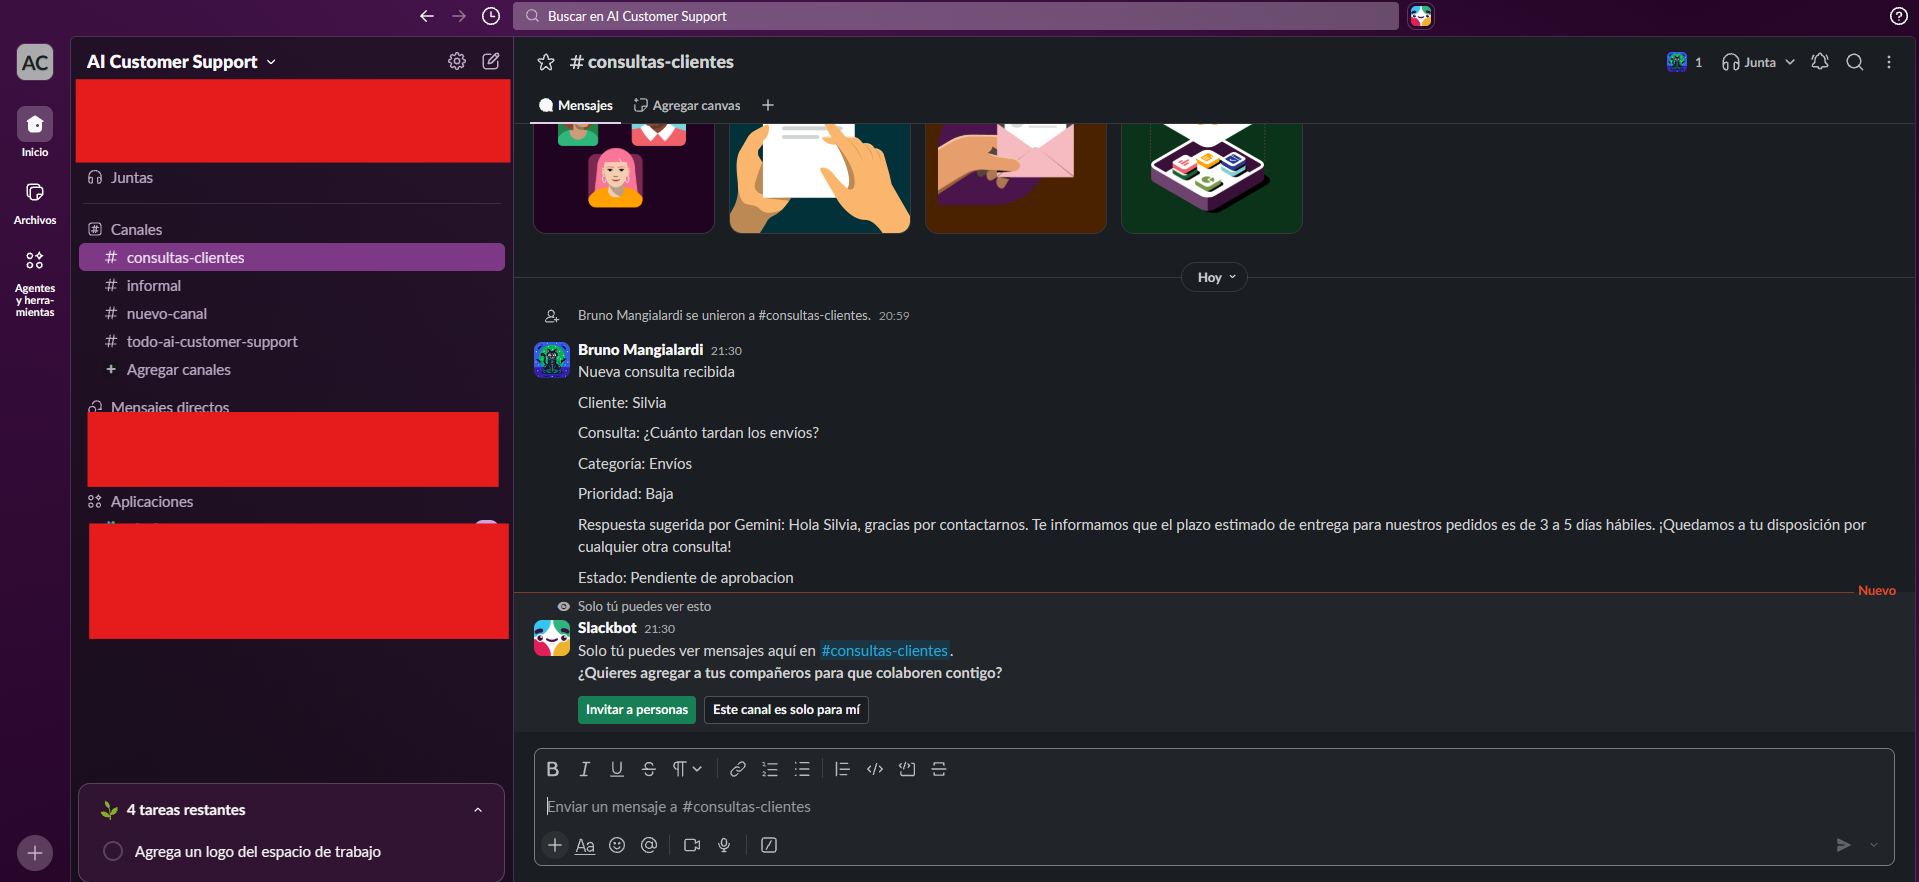 Buscar en AI Customer Support
AC
Inicio
Archivos
Agentes
y herra-
mientas
AI Customer Support
Juntas
Canales
# consultas-clientes
# informal
# nuevo-canal
# todo-ai-customer-support
+ Agregar canales
Mensajes directos
Aplicaciones
4 tareas restantes
Agrega un logo del espacio de trabajo
# consultas-clientes
1
Junta
Mensajes
Agregar canvas
Hoy
Bruno Mangialardi se unieron a #consultas-clientes. 20:59
Bruno Mangialardi 21:30
Nueva consulta recibida
Cliente: Silvia
Consulta: ¿Cuánto tardan los envíos?
Categoría: Envíos
Prioridad: Baja
Respuesta sugerida por Gemini: Hola Silvia, gracias por contactarnos. Te informamos que el plazo estimado de entrega para nuestros pedidos es de 3 a 5 días hábiles. ¡Quedamos a tu disposición por
cualquier otra consulta!
Estado: Pendiente de aprobacion
Nuevo
Solo tú puedes ver esto
Slackbot 21:30
Solo tú puedes ver mensajes aquí en #consultas-clientes.
¿Quieres agregar a tus compañeros para que colaboren contigo?
Invitar a personas
Este canal es solo para mí
Enviar un mensaje a #consultas-clientes
Aa